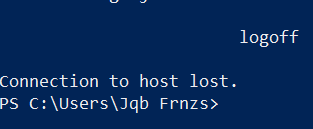 logoff
Connection to host lost.
PS C:\Users\Jqb Frnzs>